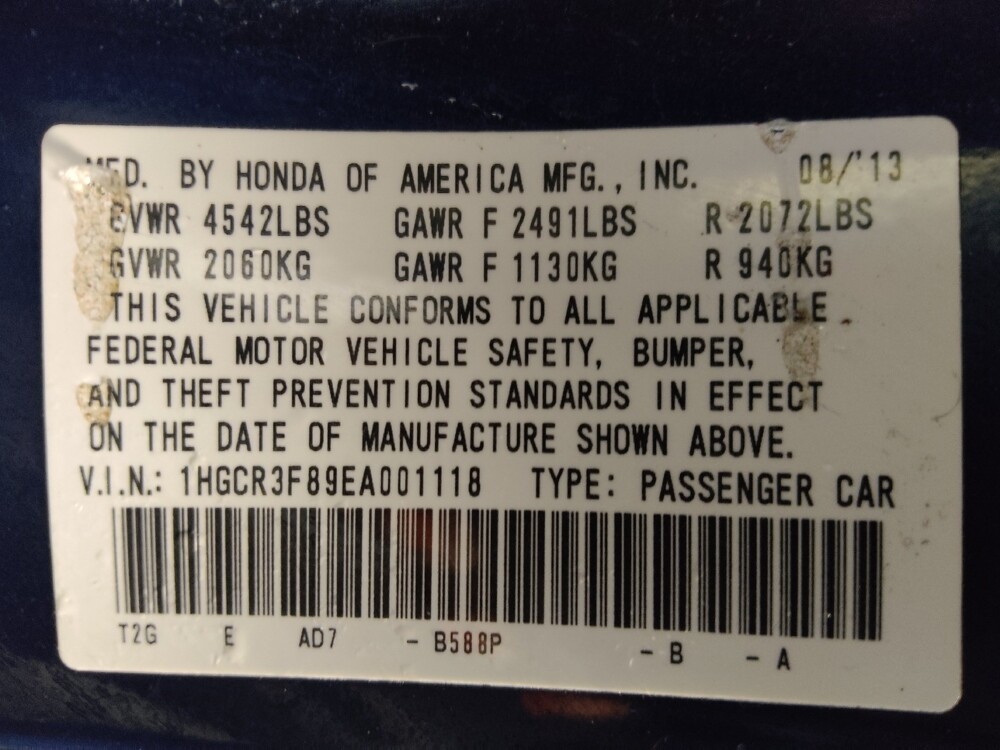 MFD. BY HONDA OF AMERICA MFG., INC. 08/'13
GVWR 4542LBS GAWR F 2491LBS R 2072LBS
GVWR 2060KG GAWR F 1130KG R 940KG
THIS VEHICLE CONFORMS TO ALL APPLICABLE
FEDERAL MOTOR VEHICLE SAFETY, BUMPER,
AND THEFT PREVENTION STANDARDS IN EFFECT
ON THE DATE OF MANUFACTURE SHOWN ABOVE.
V.I.N.: 1HGCR3F89EA001118 TYPE: PASSENGER CAR
T2G E AD7 - B588P - B - A